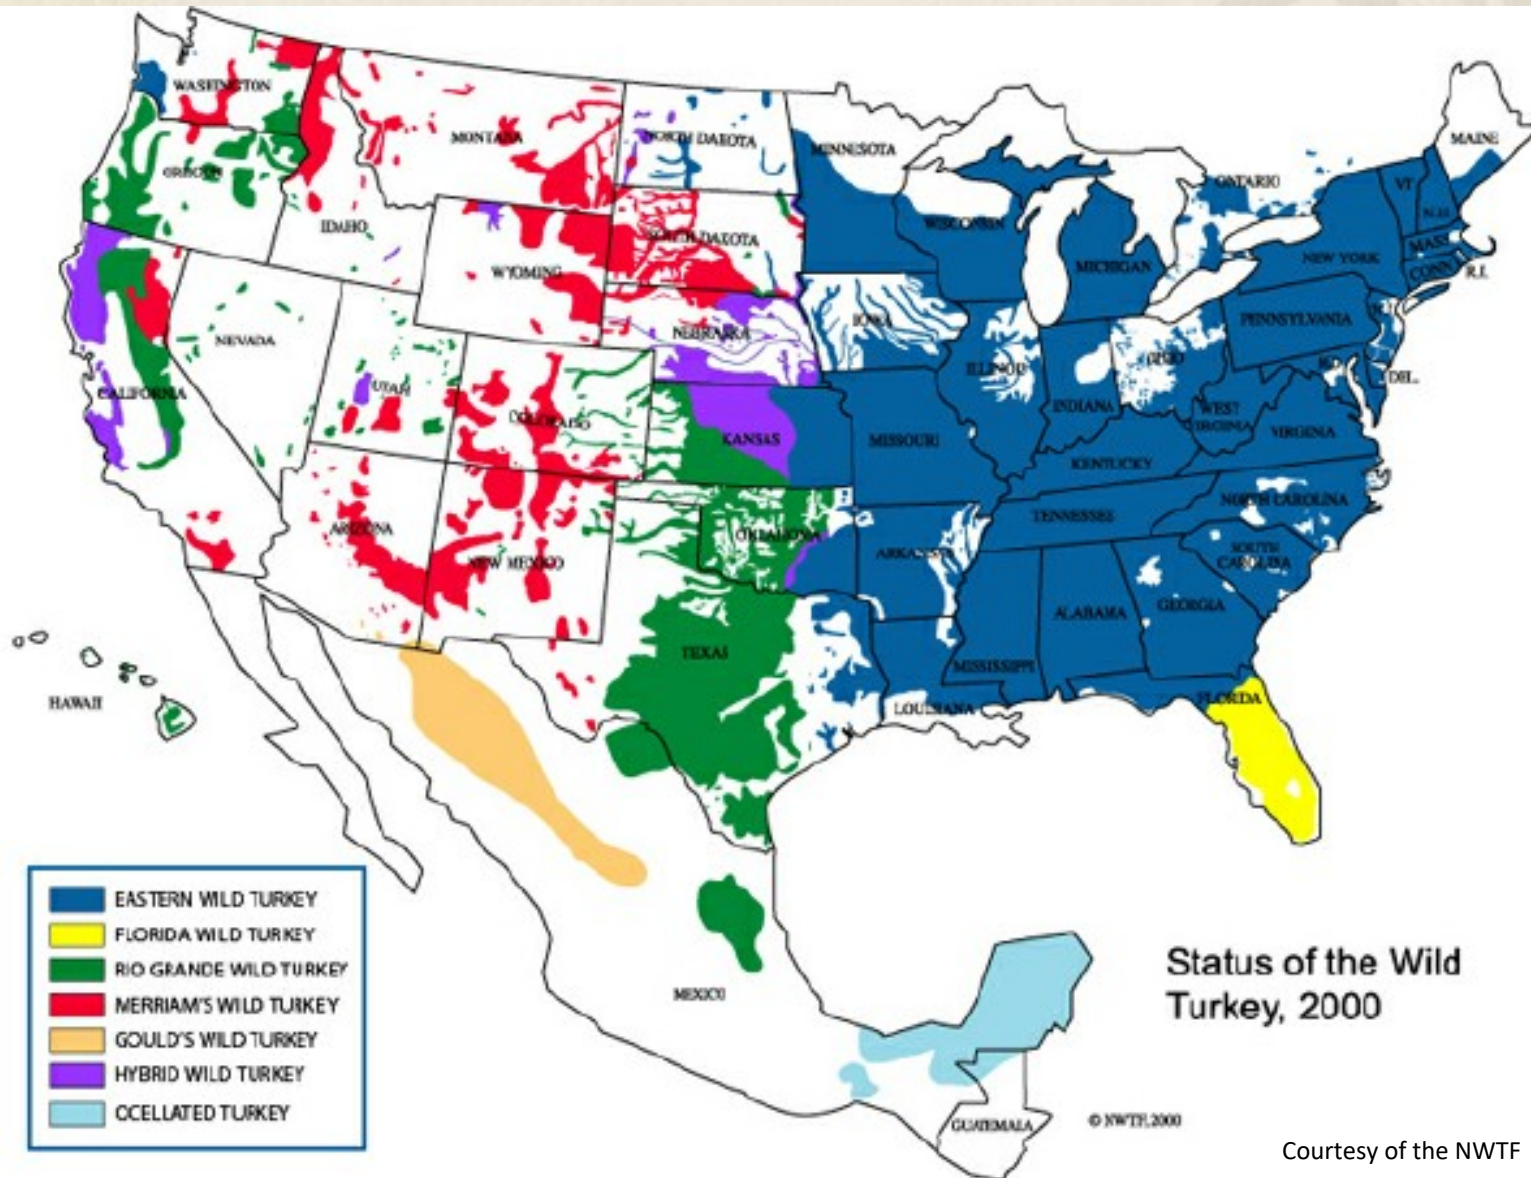 WASHINGTON
MONTANA
NORTH DAKOTA
MINNESOTA
MAINE
OREGON
IDAHO
SOUTH DAKOTA
WISCONSIN
ONTARIO
VT
N.H
MASS
CONN
R.I.
WYOMING
MICHIGAN
NEW YORK
NEVADA
UTAH
NEBRASKA
IOWA
PENNSYLVANIA
CALIFORNIA
COLORADO
KANSAS
MISSOURI
ILLINOIS
INDIANA
OHIO
WEST
VIRGINIA
DEL.
VIRGINIA
KENTUCKY
ARIZONA
NEW MEXICO
OKLAHOMA
ARKANSAS
TENNESSEE
NORTH CAROLINA
SOUTH
CAROLINA
TEXAS
ALABAMA
GEORGIA
MISSISSIPPI
LOUISIANA
FLORIDA
HAWAII
EASTERN WILD TURKEY
FLORIDA WILD TURKEY
RIO GRANDE WILD TURKEY
MERRIAM'S WILD TURKEY
GOULD'S WILD TURKEY
HYBRID WILD TURKEY
OCELLATED TURKEY
MEXICO
GUATEMALA
Status of the Wild
Turkey, 2000
© NWTF,2000
Courtesy of the NWTF